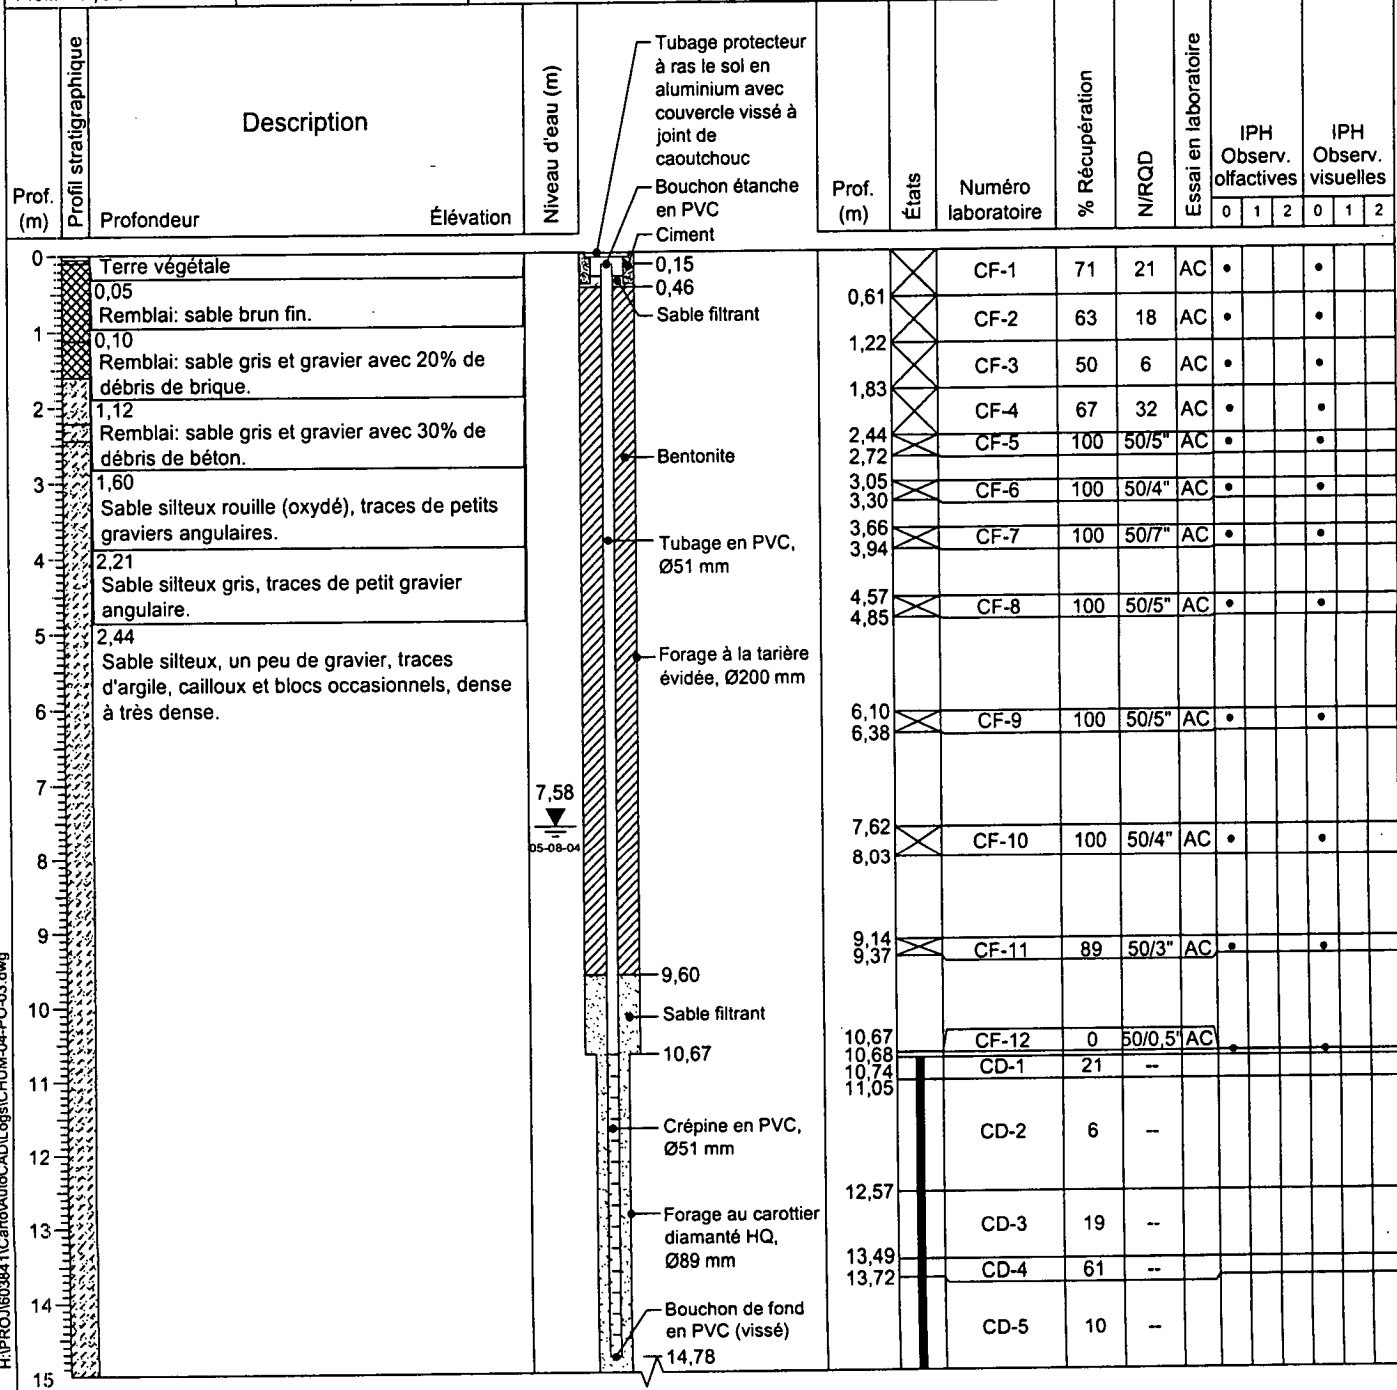 Prof.
(m)
Profil stratigraphique
Description
Profondeur
Élévation
Niveau d'eau (m)
Prof.
(m)
États
Numéro
laboratoire
% Récupération
N/RQD
Essai en laboratoire
IPH
Observ.
olfactives
0 1 2
IPH
Observ.
visuelles
0 1 2
0
1
2
3
4
5
6
7
8
9
10
11
12
13
14
15
Terre végétale
0,05
Remblai: sable brun fin.
0,10
Remblai: sable gris et gravier avec 20% de
débris de brique.
1,12
Remblai: sable gris et gravier avec 30% de
débris de béton.
1,60
Sable silteux rouille (oxydé), traces de petits
graviers angulaires.
2,21
Sable silteux gris, traces de petit gravier
angulaire.
2,44
Sable silteux, un peu de gravier, traces
d'argile, cailloux et blocs occasionnels, dense
à très dense.
7,58
05-08-04
Tubage protecteur
à ras le sol en
aluminium avec
couvercle vissé à
joint de
caoutchouc
Bouchon étanche
en PVC
Ciment
0,15
0,46
Sable filtrant
Bentonite
Tubage en PVC,
Ø51 mm
Forage à la tarière
évidée, Ø200 mm
9,60
Sable filtrant
10,67
Crépine en PVC,
Ø51 mm
Forage au carottier
diamanté HQ,
Ø89 mm
Bouchon de fond
en PVC (vissé)
14,78
CF-1 71 21 AC
0,61
CF-2 63 18 AC
1,22
CF-3 50 6 AC
1,83
CF-4 67 32 AC
2,44
CF-5 100 50/5" AC
2,72
3,05
CF-6 100 50/4" AC
3,30
3,66
CF-7 100 50/7" AC
3,94
4,57
CF-8 100 50/5" AC
4,85
6,10
CF-9 100 50/5" AC
6,38
7,62
CF-10 100 50/4" AC
8,03
9,14
CF-11 89 50/3" AC
9,37
10,67
CF-12 0 50/0,5" AC
10,68
10,74
CD-1 21 --
11,05
CD-2 6 --
12,57
CD-3 19 --
13,49
CD-4 61 --
13,72
CD-5 10 --
H:\PROJ\603841\Carto\AutoCAD\Logs\CHUM-04-PO-03.dwg